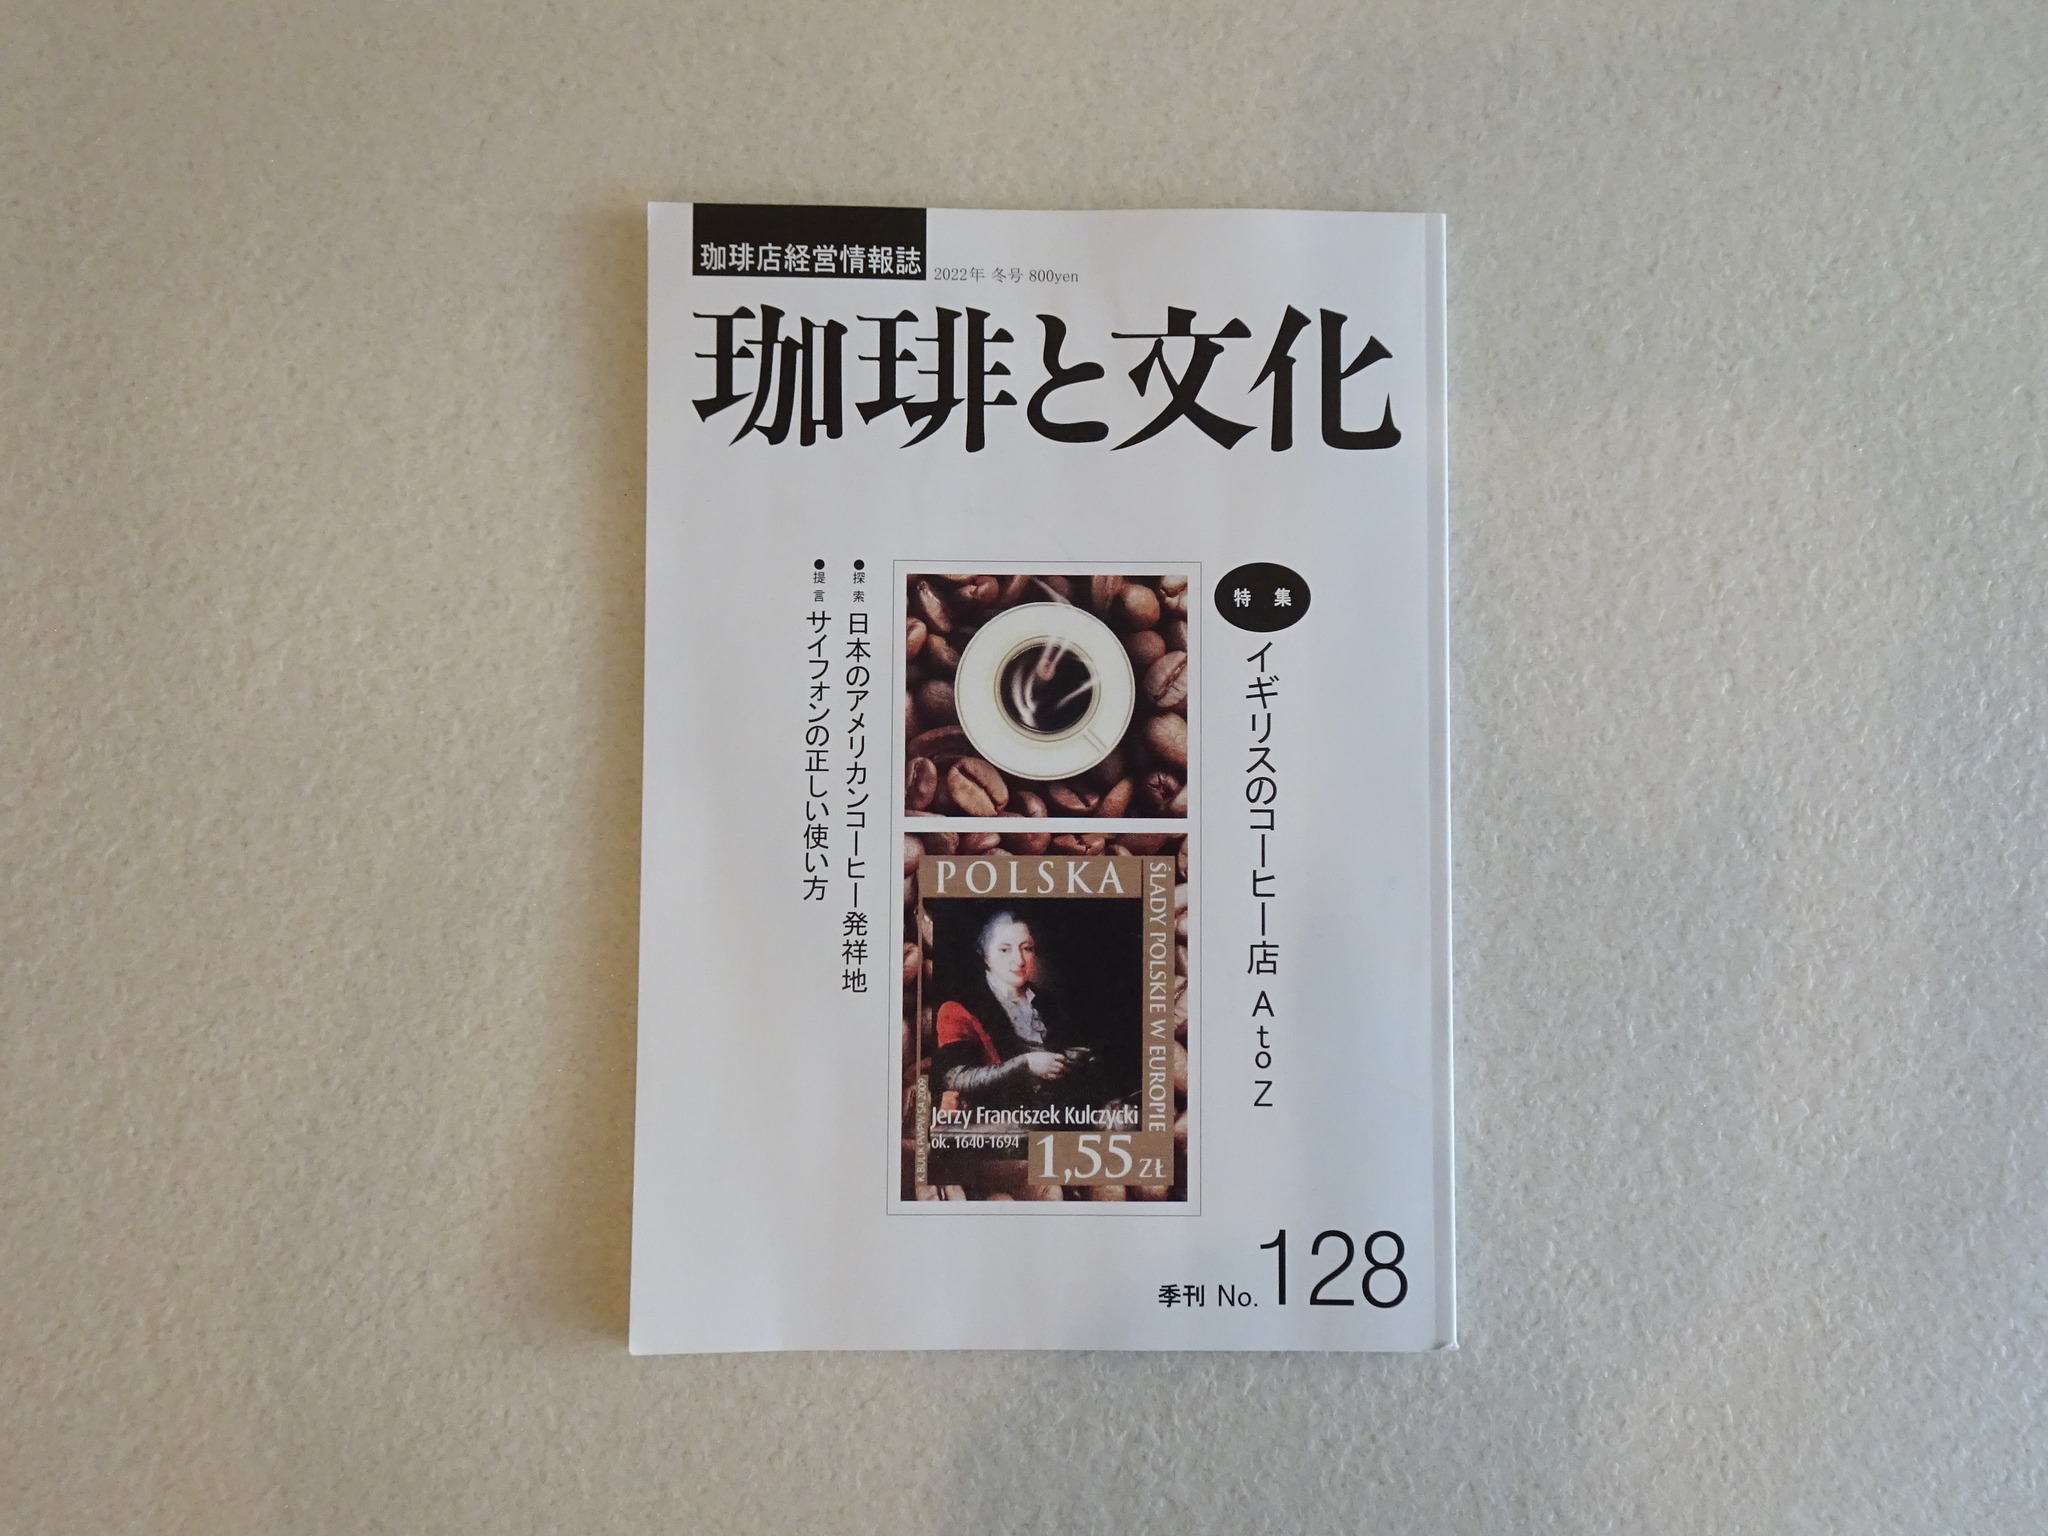 珈琲店経営情報誌
2022年 冬号 800yen
珈琲と文化
特集
イギリスのコーヒー店 A to Z
●探索 日本のアメリカンコーヒー発祥地
●提言 サイフォンの正しい使い方
POLSKA
ŚLADY POLSKIE W EUROPIE
Jerzy Franciszek Kulczycki
ok. 1640-1694
1,55 ZŁ
K. BULIK PWPW SA 2009
季刊 No.128